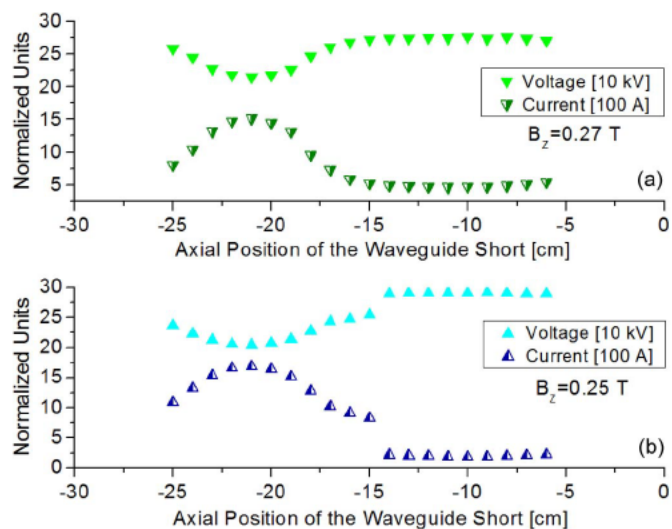 30
25
20
15
10
5
Normalized Units
Voltage [10 kV]
Current [100 A]
B_z=0.27 T
(a)
-30 -25 -20 -15 -10 -5 0
Axial Position of the Waveguide Short [cm]
30
25
20
15
10
5
0
Normalized Units
Voltage [10 kV]
Current [100 A]
B_z=0.25 T
(b)
-30 -25 -20 -15 -10 -5 0
Axial Position of the Waveguide Short [cm]